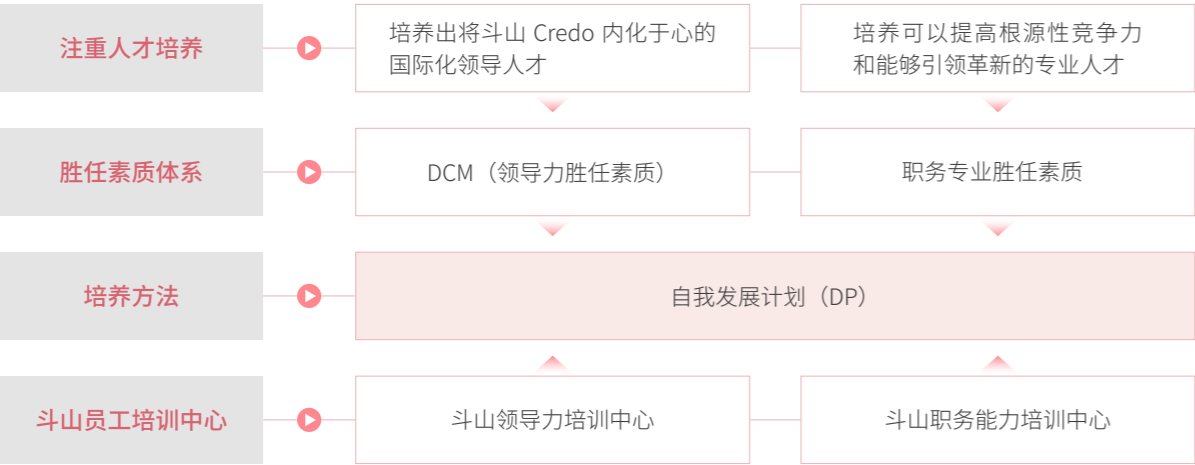 注重人才培养
培养出将斗山 Credo 内化于心的
国际化领导人才
培养可以提高根源性竞争力
和能够引领革新的专业人才
胜任素质体系
DCM（领导力胜任素质）
职务专业胜任素质
培养方法
自我发展计划（DP）
斗山员工培训中心
斗山领导力培训中心
斗山职务能力培训中心